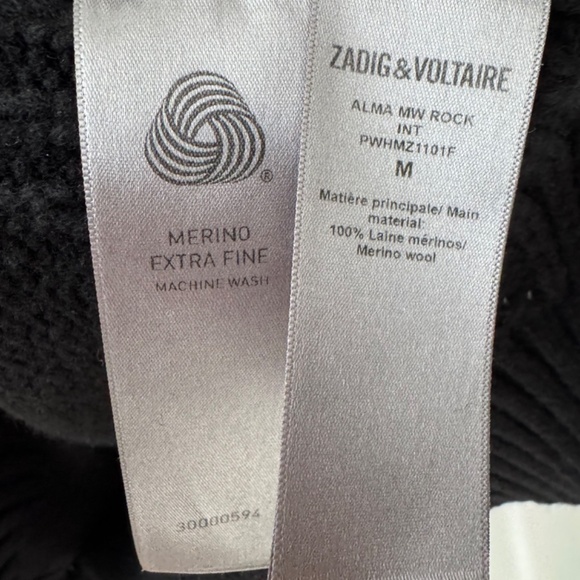 ®
MERINO
EXTRA FINE
MACHINE WASH
30000594
ZADIG&VOLTAIRE
ALMA MW ROCK
INT
PWHMZ1101F
M
Matière principale/ Main
material:
100% Laine mérinos/
Merino wool